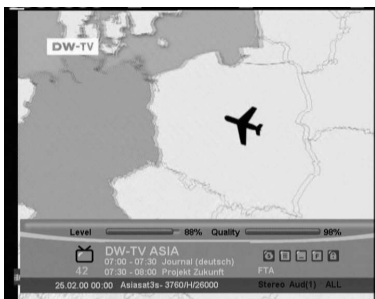 DW-TV
Level 88% Quality 98%
DW-TV ASIA
07:00 - 07:30 Journal (deutsch)
42 07:30 - 08:00 Projekt Zukunft FTA
25.02.00 00:00 Asiasat3s- 3760/H/26000 Stereo Aud(1) ALL